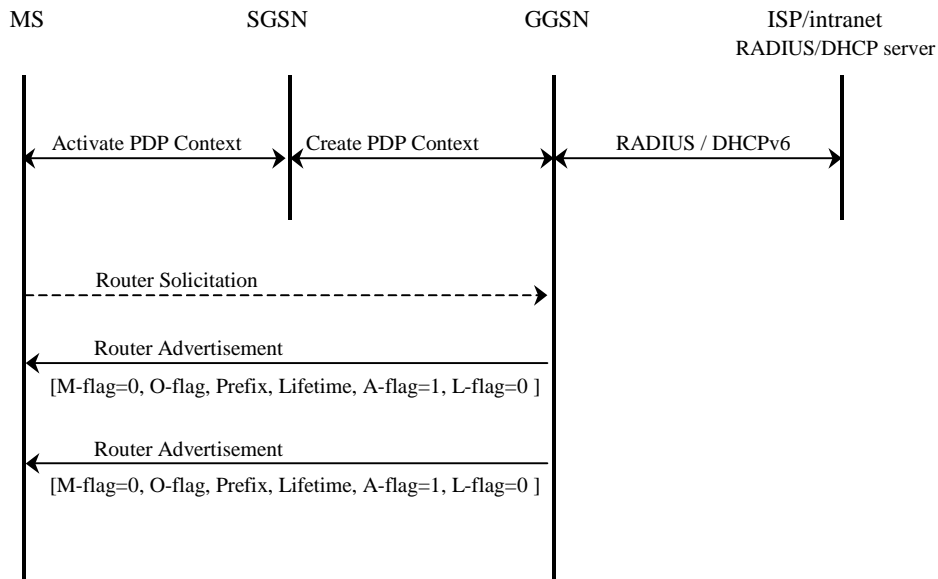 MS
SGSN
GGSN
ISP/intranet
RADIUS/DHCP server
Activate PDP Context
Create PDP Context
RADIUS / DHCPv6
Router Solicitation
Router Advertisement
[M-flag=0, O-flag, Prefix, Lifetime, A-flag=1, L-flag=0 ]
Router Advertisement
[M-flag=0, O-flag, Prefix, Lifetime, A-flag=1, L-flag=0 ]